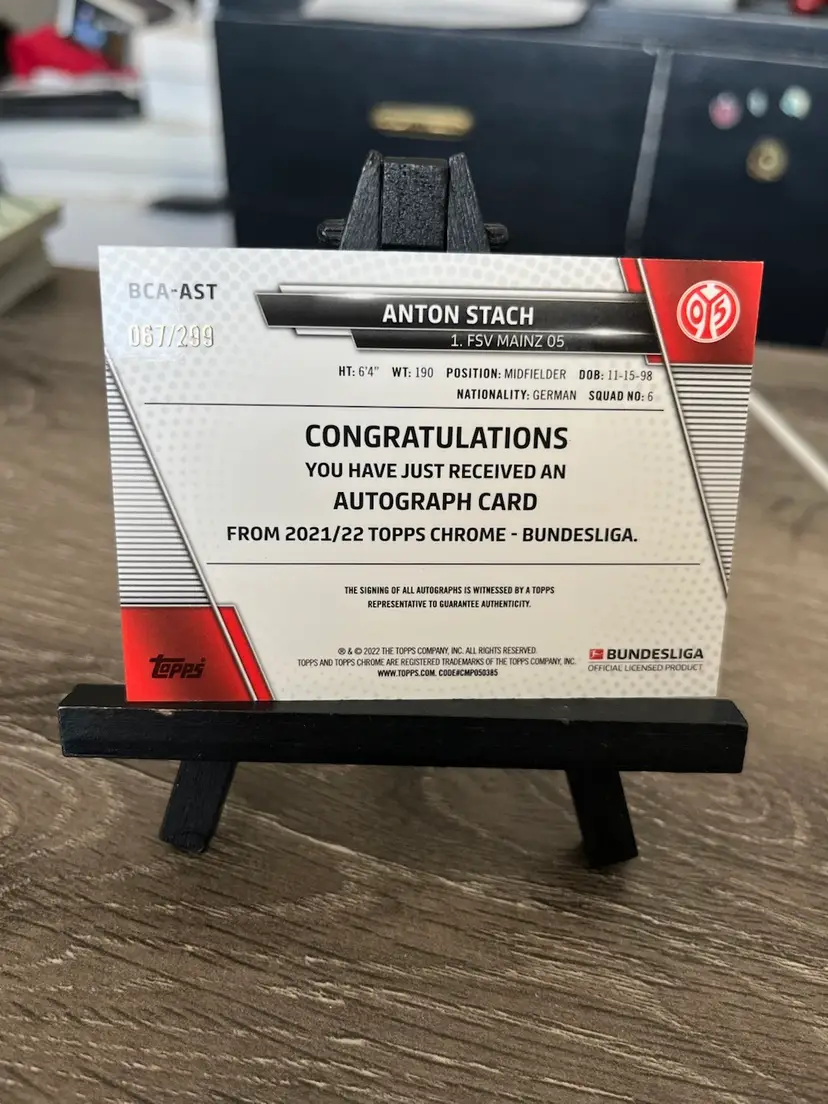 BCA-AST
067/299
ANTON STACH
1. FSV MAINZ 05
05
HT: 6'4" WT: 190 POSITION: MIDFIELDER DOB: 11-15-98
NATIONALITY: GERMAN SQUAD NO: 6
CONGRATULATIONS
YOU HAVE JUST RECEIVED AN
AUTOGRAPH CARD
FROM 2021/22 TOPPS CHROME - BUNDESLIGA.
THE SIGNING OF ALL AUTOGRAPHS IS WITNESSED BY A TOPPS
REPRESENTATIVE TO GUARANTEE AUTHENTICITY.
® & © 2022 THE TOPPS COMPANY, INC. ALL RIGHTS RESERVED.
TOPPS AND TOPPS CHROME ARE REGISTERED TRADEMARKS OF THE TOPPS COMPANY, INC.
WWW.TOPPS.COM. CODE#CMP050385
topps
BUNDESLIGA
OFFICIAL LICENSED PRODUCT